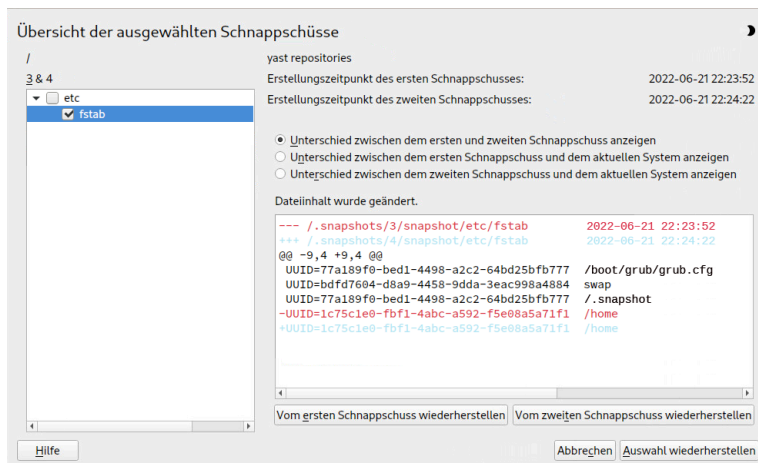 Übersicht der ausgewählten Schnappschüsse
/
yast repositories
3 & 4
Erstellungszeitpunkt des ersten Schnappschusses: 2022-06-21 22:23:52
Erstellungszeitpunkt des zweiten Schnappschusses: 2022-06-21 22:24:22
etc
fstab
Unterschied zwischen dem ersten und zweiten Schnappschuss anzeigen
Unterschied zwischen dem ersten Schnappschuss und dem aktuellen System anzeigen
Unterschied zwischen dem zweiten Schnappschuss und dem aktuellen System anzeigen
Dateiinhalt wurde geändert.
--- /.snapshots/3/snapshot/etc/fstab 2022-06-21 22:23:52
+++ /.snapshots/4/snapshot/etc/fstab 2022-06-21 22:24:22
@@ -9,4 +9,4 @@
UUID=77a189f0-bed1-4498-a2c2-64bd25bfb777 /boot/grub/grub.cfg
UUID=bdfd7604-d8a9-4458-9dda-3eac998a4884 swap
UUID=77a189f0-bed1-4498-a2c2-64bd25bfb777 /.snapshot
-UUID=1c75c1e0-fbf1-4abc-a592-f5e08a5a71f1 /home
+UUID=1c75c1e0-fbf1-4abc-a592-f5e08a5a71f1 /home
Vom ersten Schnappschuss wiederherstellen Vom zweiten Schnappschuss wiederherstellen
Hilfe Abbrechen Auswahl wiederherstellen